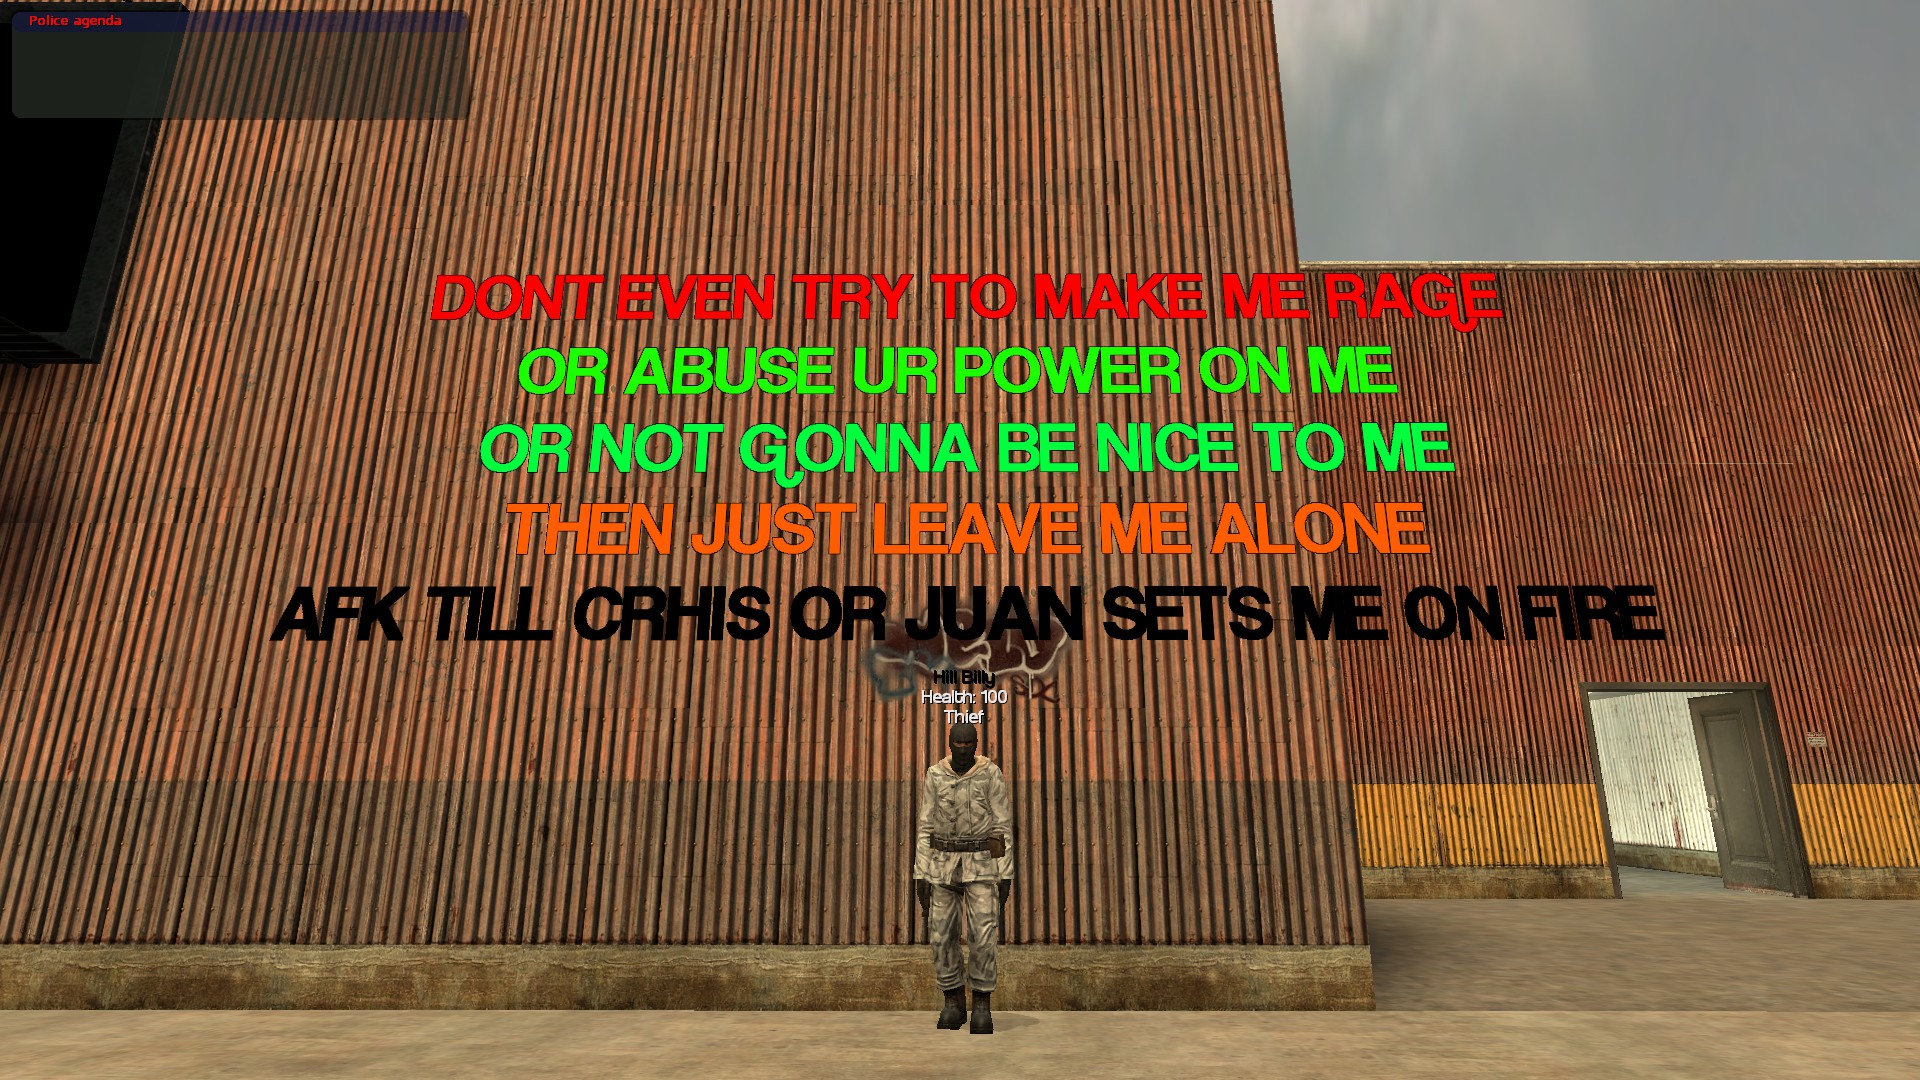 Police agenda
DONT EVEN TRY TO MAKE ME RAGE
OR ABUSE UR POWER ON ME
OR NOT GONNA BE NICE TO ME
THEN JUST LEAVE ME ALONE
AFK TILL CRHIS OR JUAN SETS ME ON FIRE
Hill Billy
Health: 100
Thief